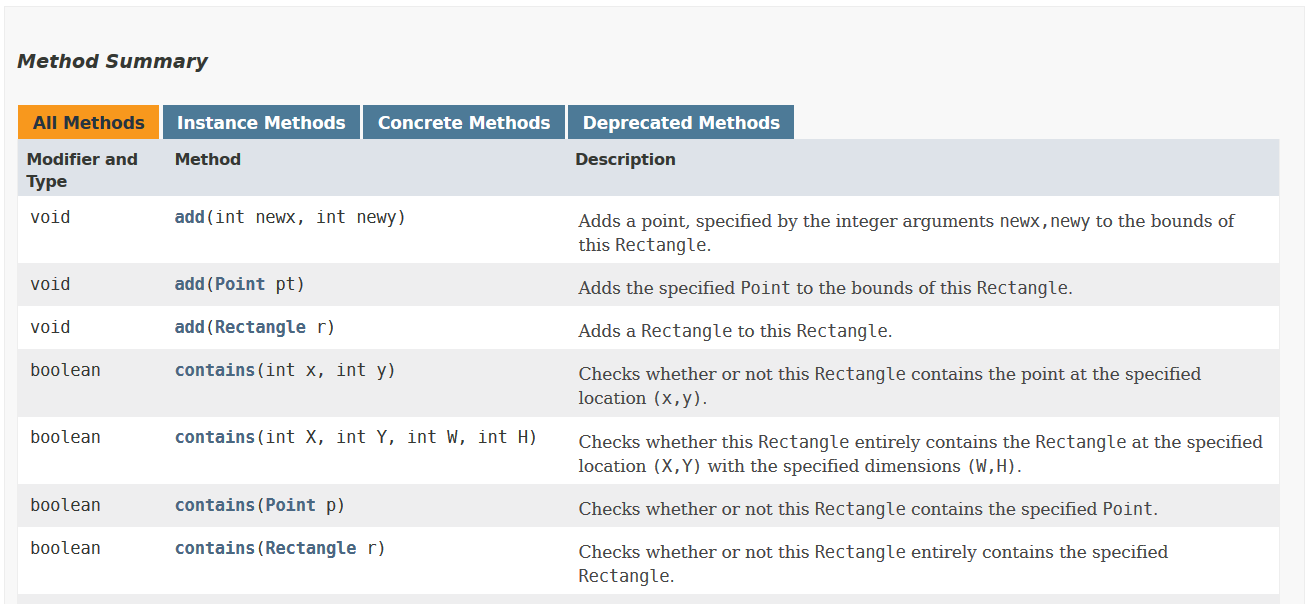 Method Summary
All Methods Instance Methods Concrete Methods Deprecated Methods
Modifier and Type Method Description
void add(int newx, int newy) Adds a point, specified by the integer arguments newx,newy to the bounds of
this Rectangle.
void add(Point pt) Adds the specified Point to the bounds of this Rectangle.
void add(Rectangle r) Adds a Rectangle to this Rectangle.
boolean contains(int x, int y) Checks whether or not this Rectangle contains the point at the specified
location (x,y).
boolean contains(int X, int Y, int W, int H) Checks whether this Rectangle entirely contains the Rectangle at the specified
location (X,Y) with the specified dimensions (W,H).
boolean contains(Point p) Checks whether or not this Rectangle contains the specified Point.
boolean contains(Rectangle r) Checks whether or not this Rectangle entirely contains the specified
Rectangle.